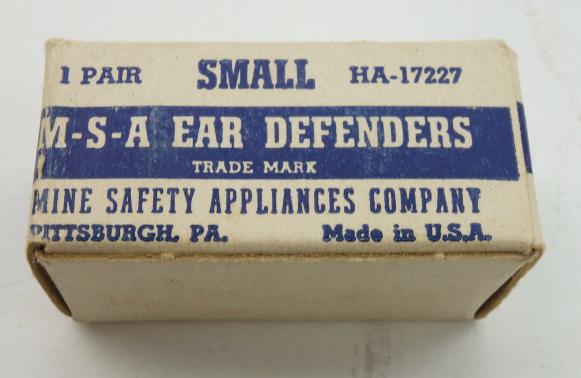 1 PAIR SMALL HA-17227
M-S-A EAR DEFENDERS
TRADE MARK
MINE SAFETY APPLIANCES COMPANY
PITTSBURGH, PA. Made in U.S.A.